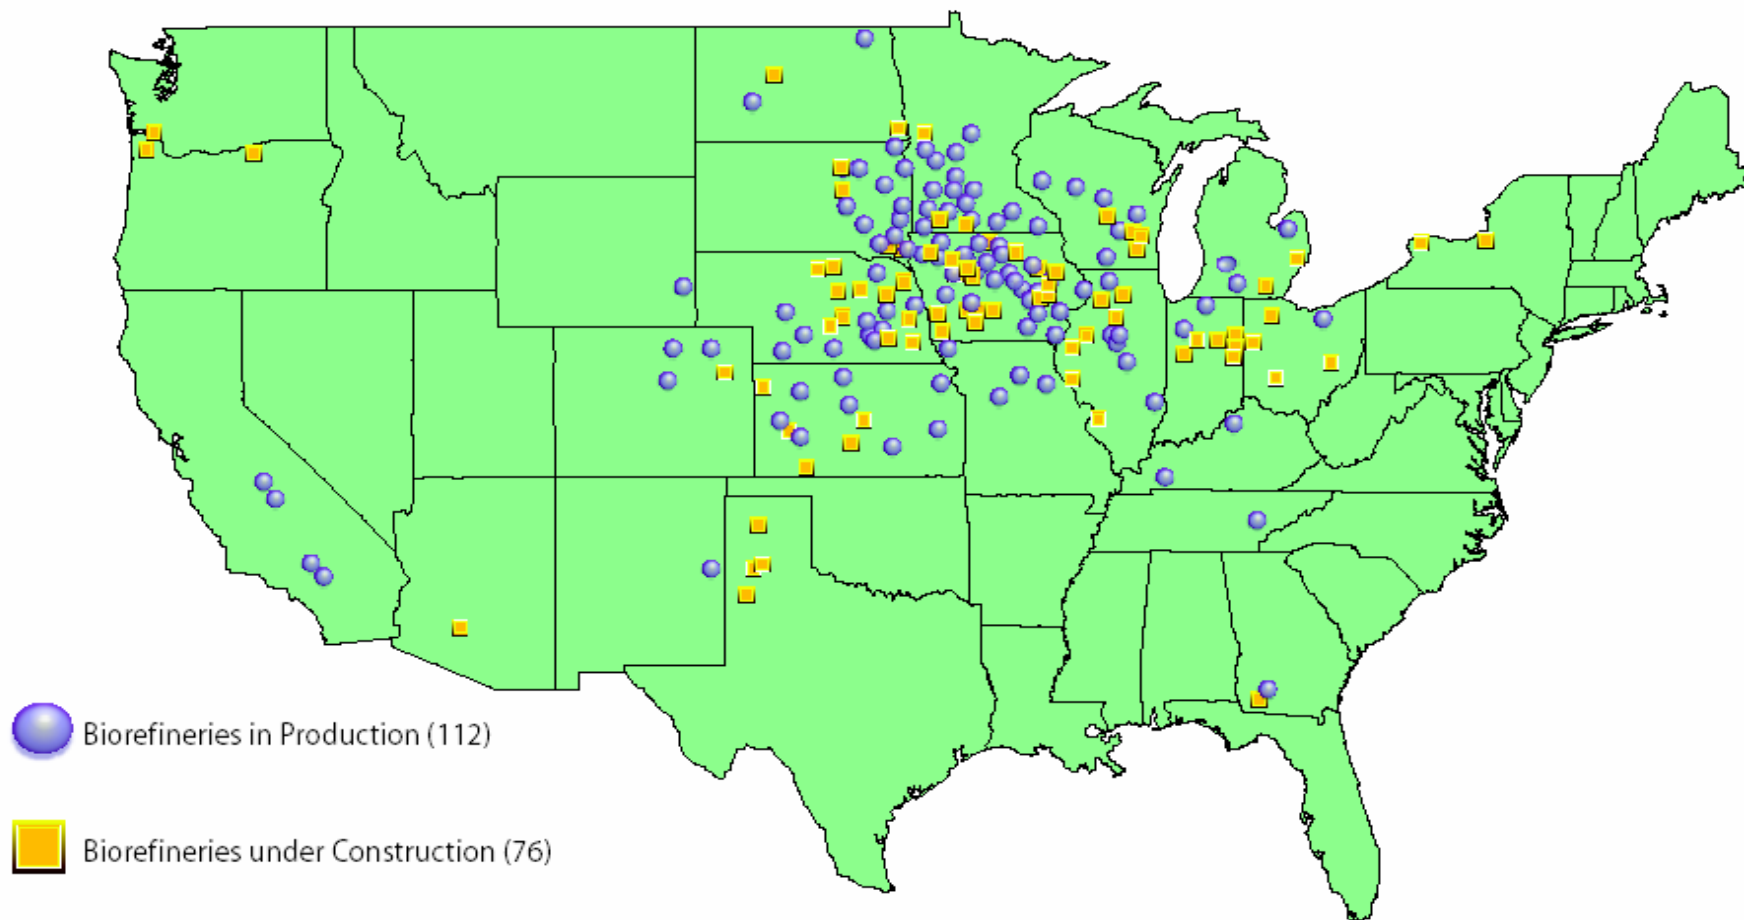 Biorefineries in Production (112)
Biorefineries under Construction (76)